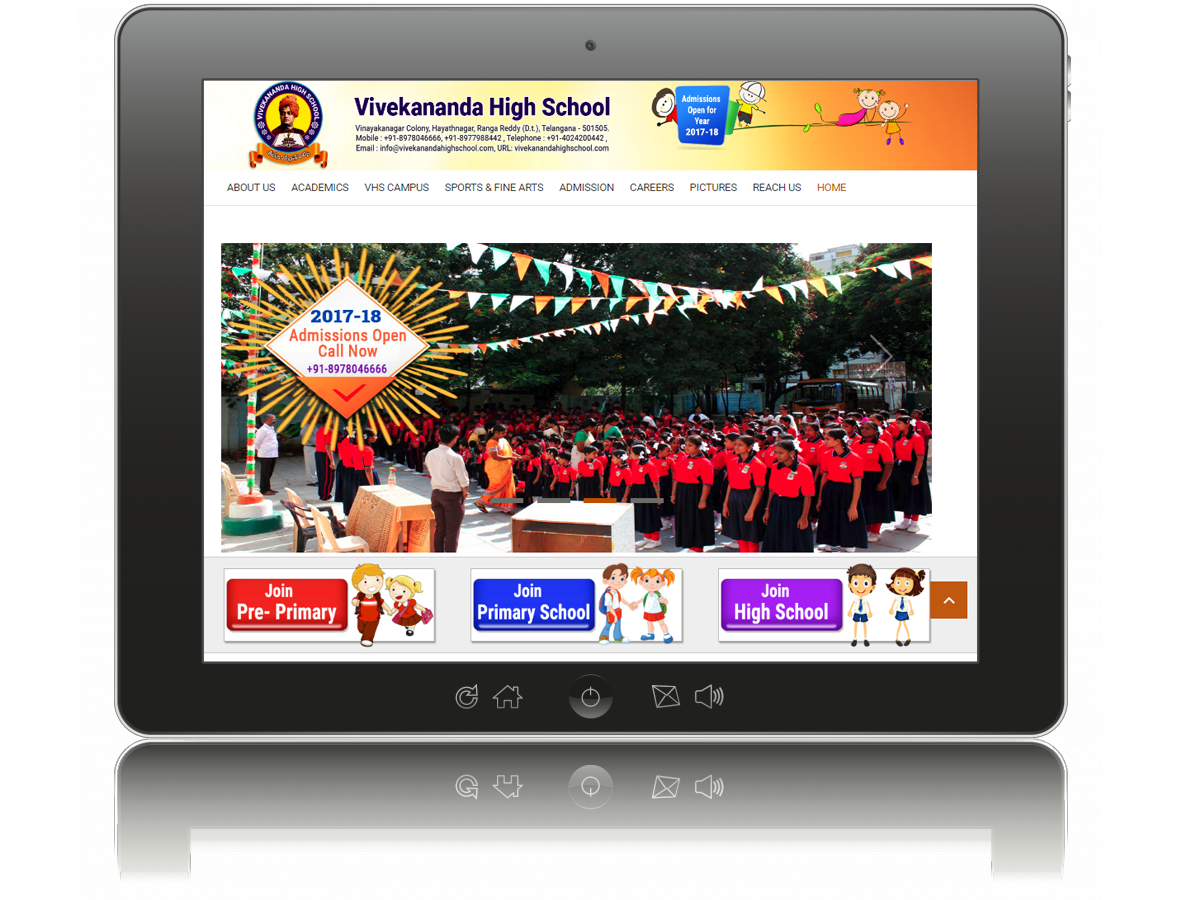 VIVEKANANDA HIGH SCHOOL
Vivekananda High School
Vinayakanagar Colony, Hayathnagar, Ranga Reddy (D.t.), Telangana - 501505.
Mobile : +91-8978046666, +91-8977988442 , Telephone : +91-4024200442 ,
Email : info@vivekanandahighschool.com, URL: vivekanandahighschool.com
Admissions
Open for
Year
2017-18
ABOUT US ACADEMICS VHS CAMPUS SPORTS & FINE ARTS ADMISSION CAREERS PICTURES REACH US HOME
2017-18
Admissions Open
Call Now
+91-8978046666
Join
Pre- Primary
Join
Primary School
Join
High School